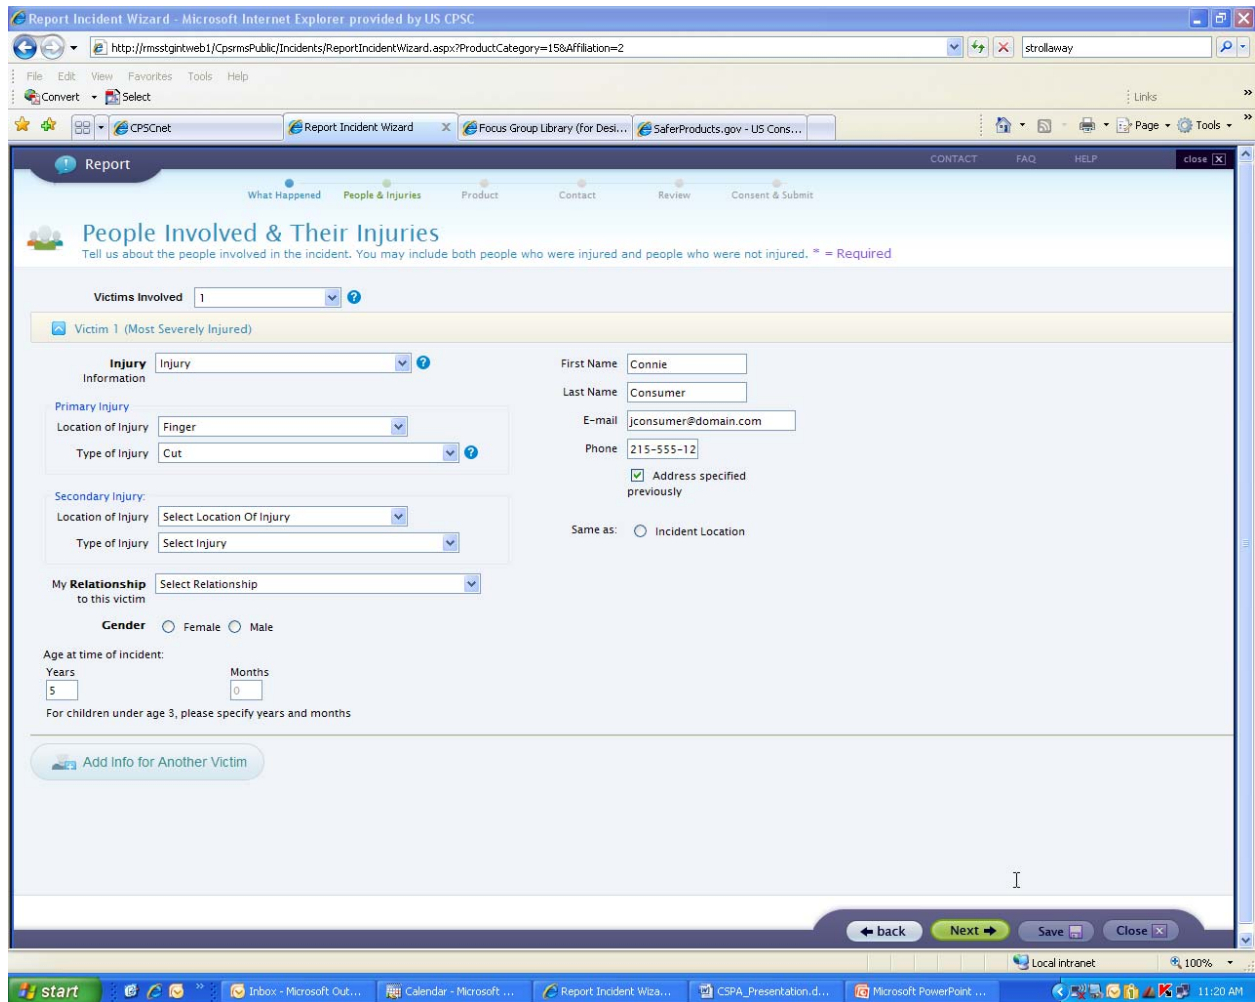 Report Incident Wizard - Microsoft Internet Explorer provided by US CPSC
http://rmsstgintweb1/CpsrmsPublic/Incidents/ReportIncidentWizard.aspx?ProductCategory=15&Affiliation=2
strollaway
File Edit View Favorites Tools Help
Convert Select
Links
CPSCnet Report Incident Wizard X Focus Group Library (for Desi... SaferProducts.gov - US Cons...
Page Tools
Report
CONTACT FAQ HELP close X
What Happened People & Injuries Product Contact Review Consent & Submit
People Involved & Their Injuries
Tell us about the people involved in the incident. You may include both people who were injured and people who were not injured. * = Required
Victims Involved 1 ?
Victim 1 (Most Severely Injured)
Injury Information Injury ?
Primary Injury
Location of Injury Finger
Type of Injury Cut ?
Secondary Injury:
Location of Injury Select Location Of Injury
Type of Injury Select Injury
My Relationship to this victim Select Relationship
Gender Female Male
Age at time of incident:
Years Months
5 0
For children under age 3, please specify years and months
First Name Connie
Last Name Consumer
E-mail jconsumer@domain.com
Phone 215-555-12
Address specified
previously
Same as: Incident Location
Add Info for Another Victim
back Next Save Close X
Local intranet 100%
start Inbox - Microsoft Out... Calendar - Microsoft ... Report Incident Wiza... CSPA_Presentation.d... Microsoft PowerPoint ... 11:20 AM